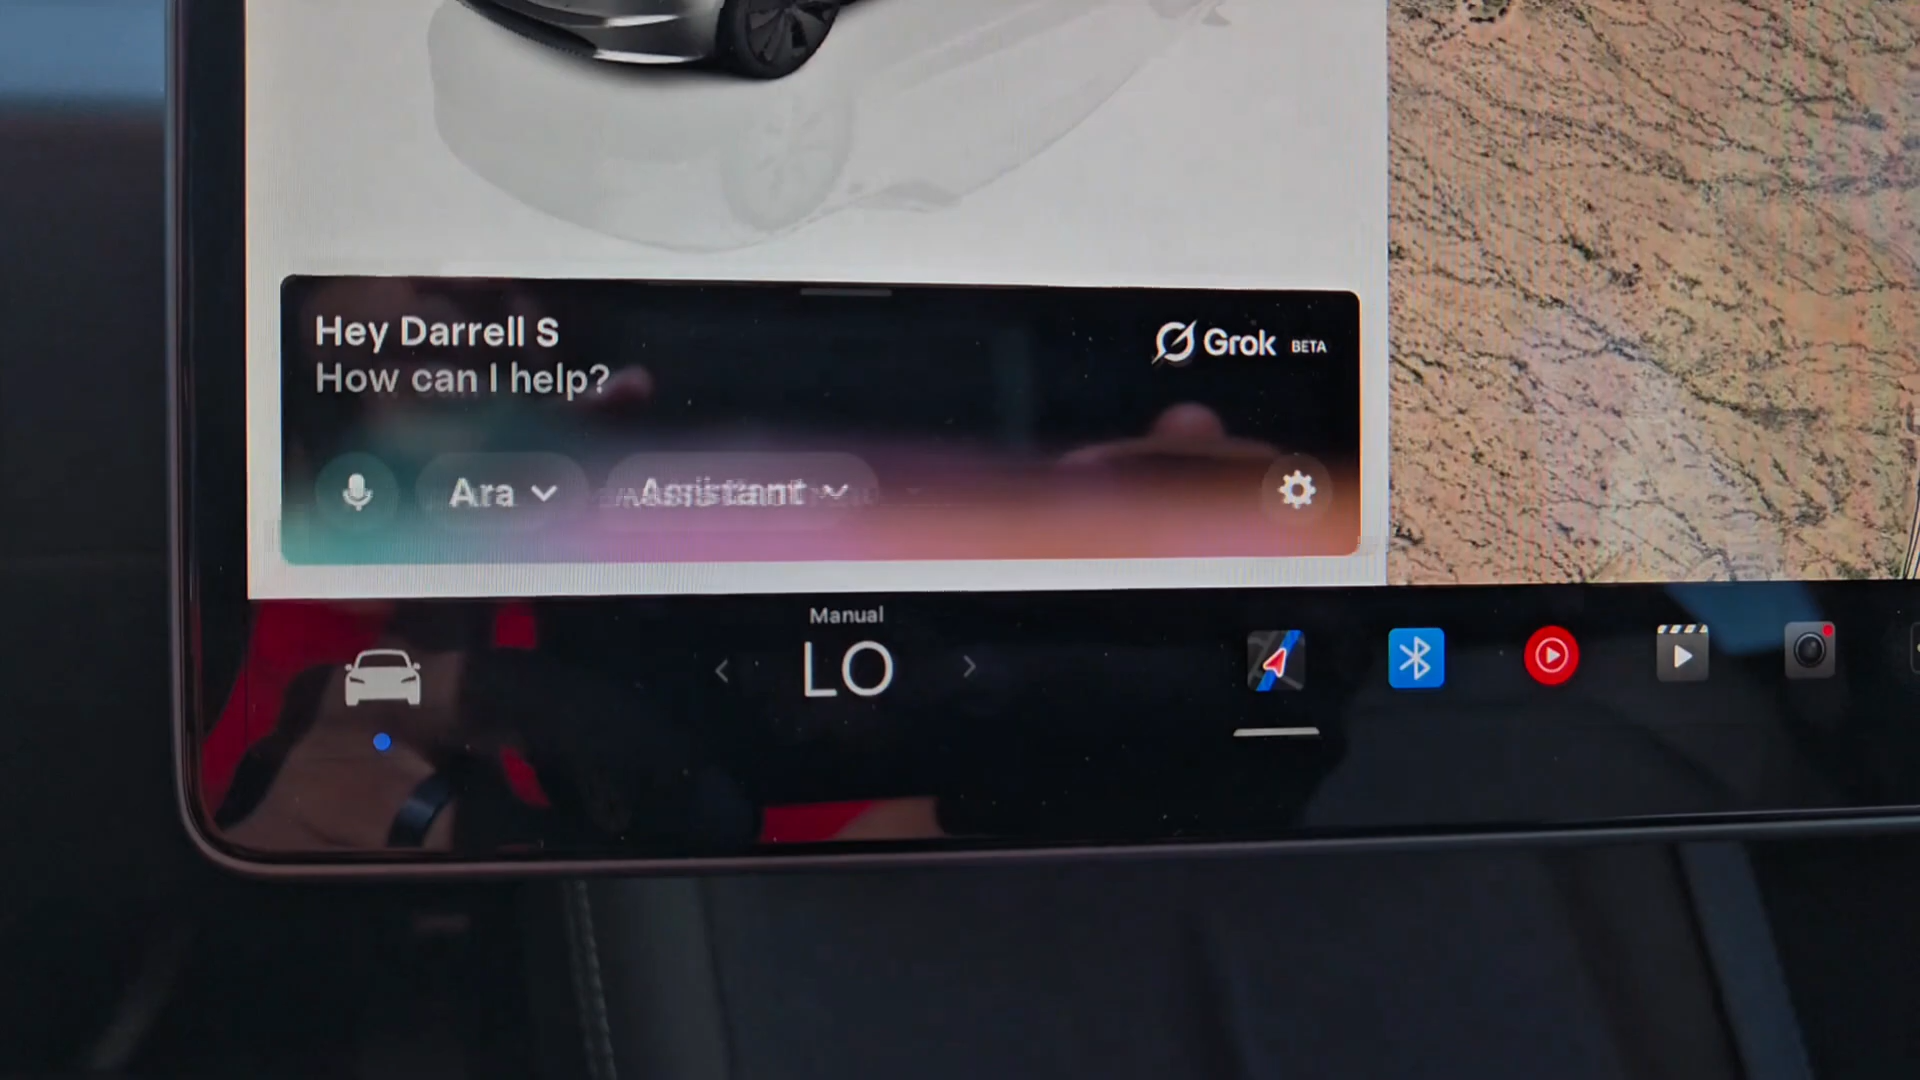 Hey Darrell S
How can I help?
Grok BETA
Ara
Assistant
Manual
LO